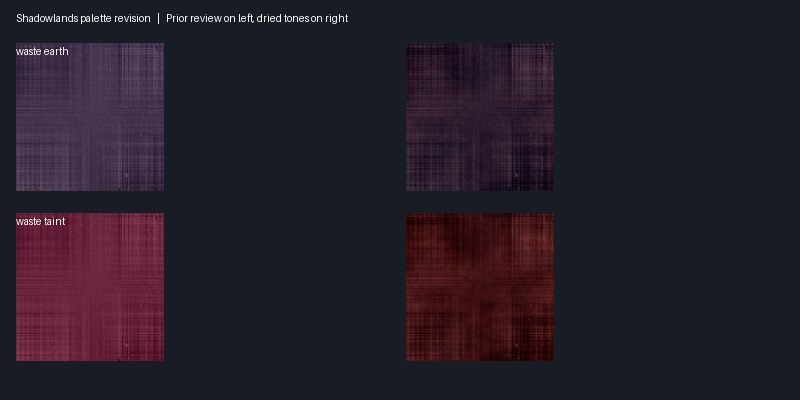 Shadowlands palette revision | Prior review on left, dried tones on right
waste earth
waste taint